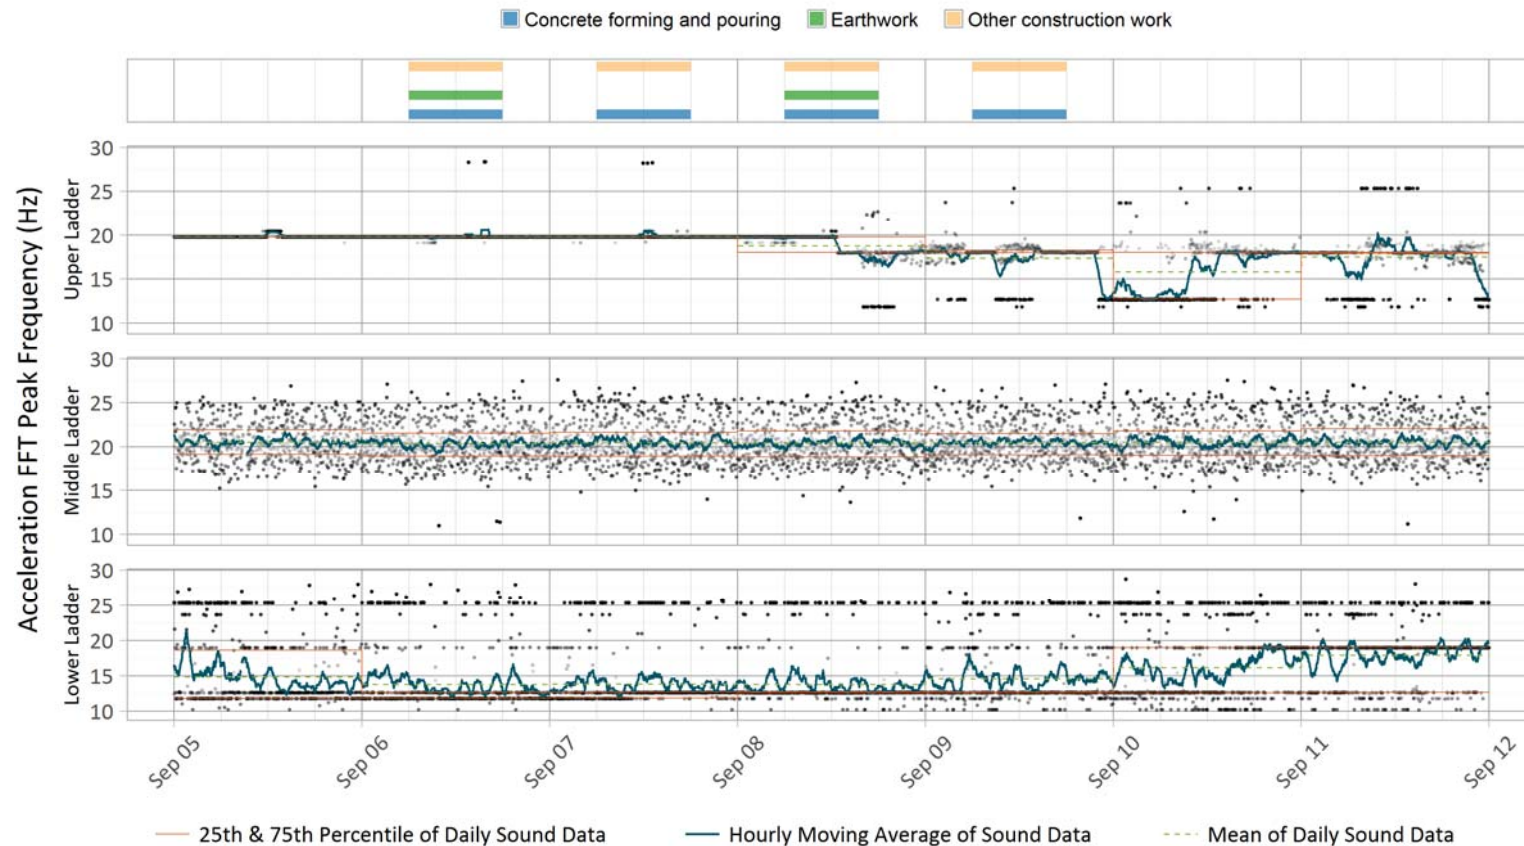 Concrete forming and pouring Earthwork Other construction work
Acceleration FFT Peak Frequency (Hz)
Upper Ladder
30
25
20
15
10
Middle Ladder
30
25
20
15
10
Lower Ladder
30
25
20
15
10
Sep 05 Sep 06 Sep 07 Sep 08 Sep 09 Sep 10 Sep 11 Sep 12
25th & 75th Percentile of Daily Sound Data Hourly Moving Average of Sound Data Mean of Daily Sound Data